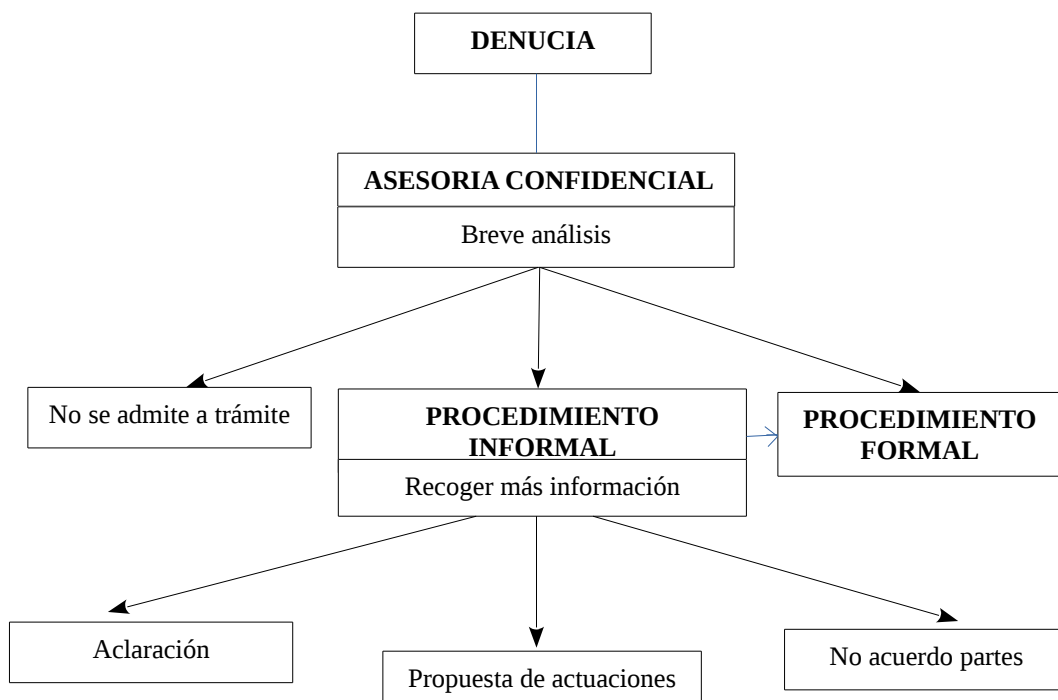 DENUCIA
ASESORIA CONFIDENCIAL
Breve análisis
No se admite a trámite
PROCEDIMIENTO
INFORMAL
Recoger más información
PROCEDIMIENTO
FORMAL
Aclaración
Propuesta de actuaciones
No acuerdo partes